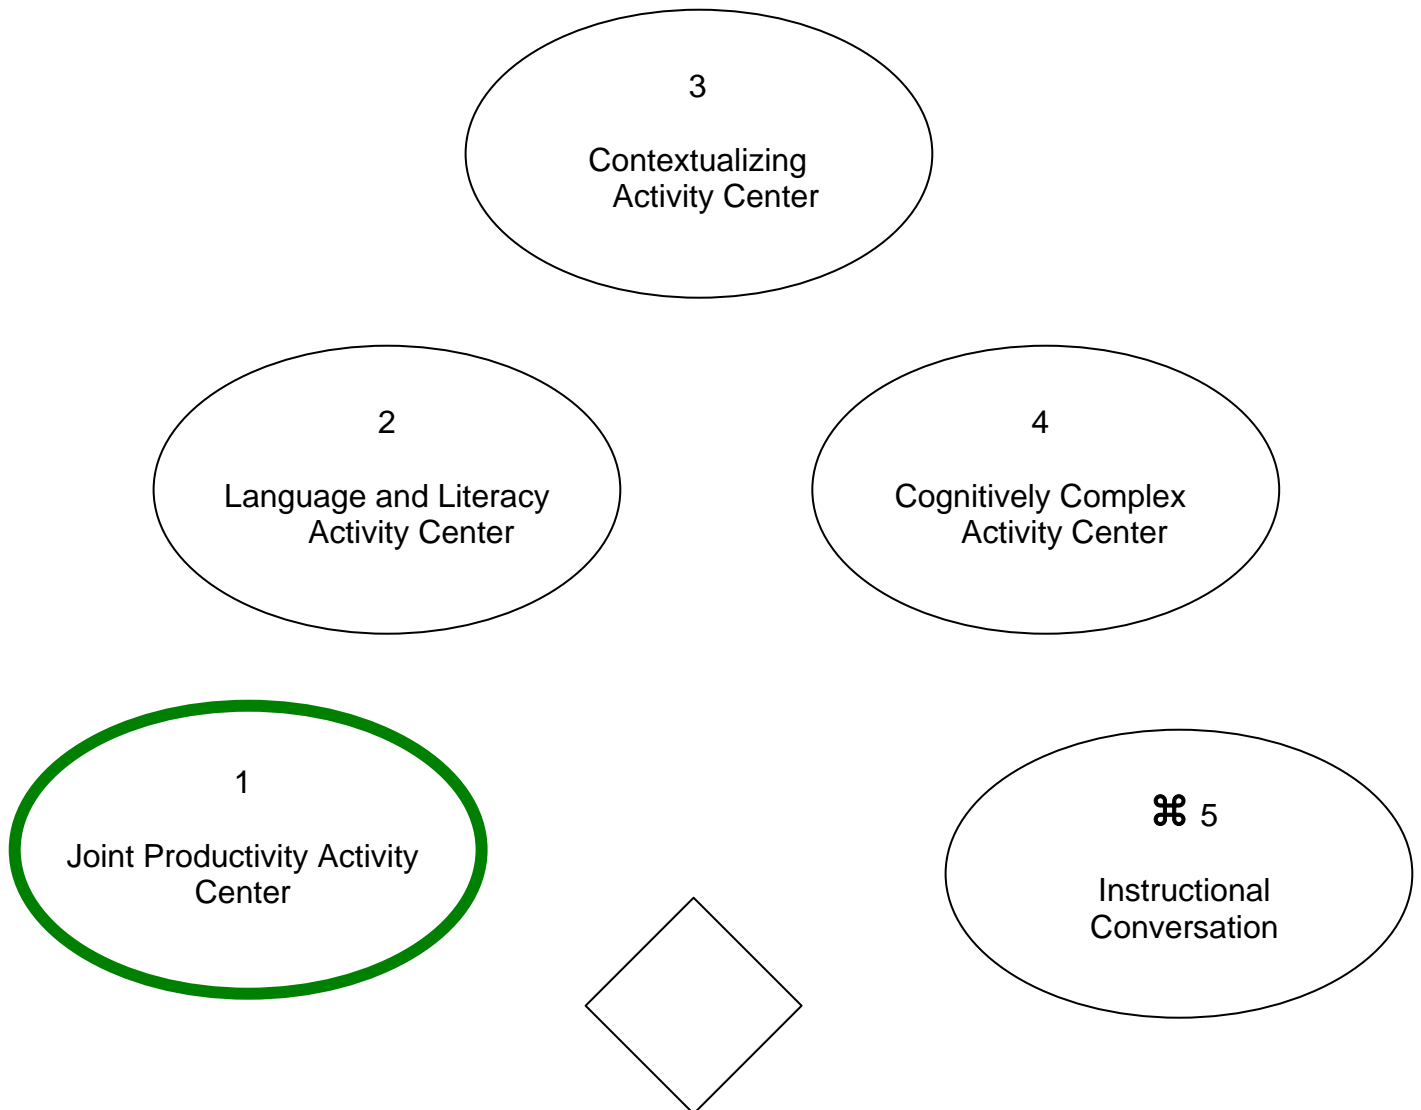 3
Contextualizing
Activity Center
2
Language and Literacy
Activity Center
4
Cognitively Complex
Activity Center
1
Joint Productivity Activity
Center
⌘ 5
Instructional
Conversation